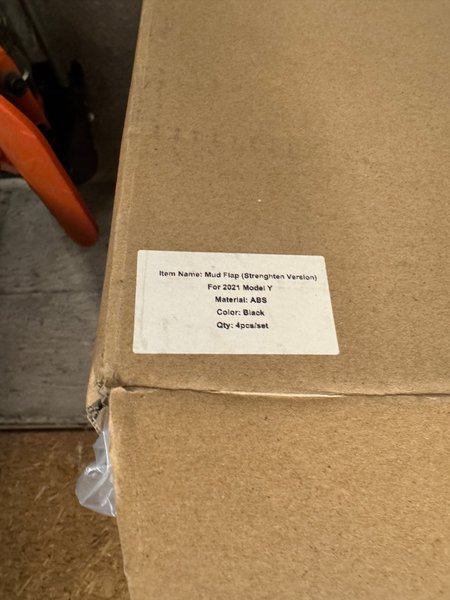 Item Name: Mud Flap (Strenghten Version)
For 2021 Model Y
Material: ABS
Color: Black
Qty: 4pcs/set